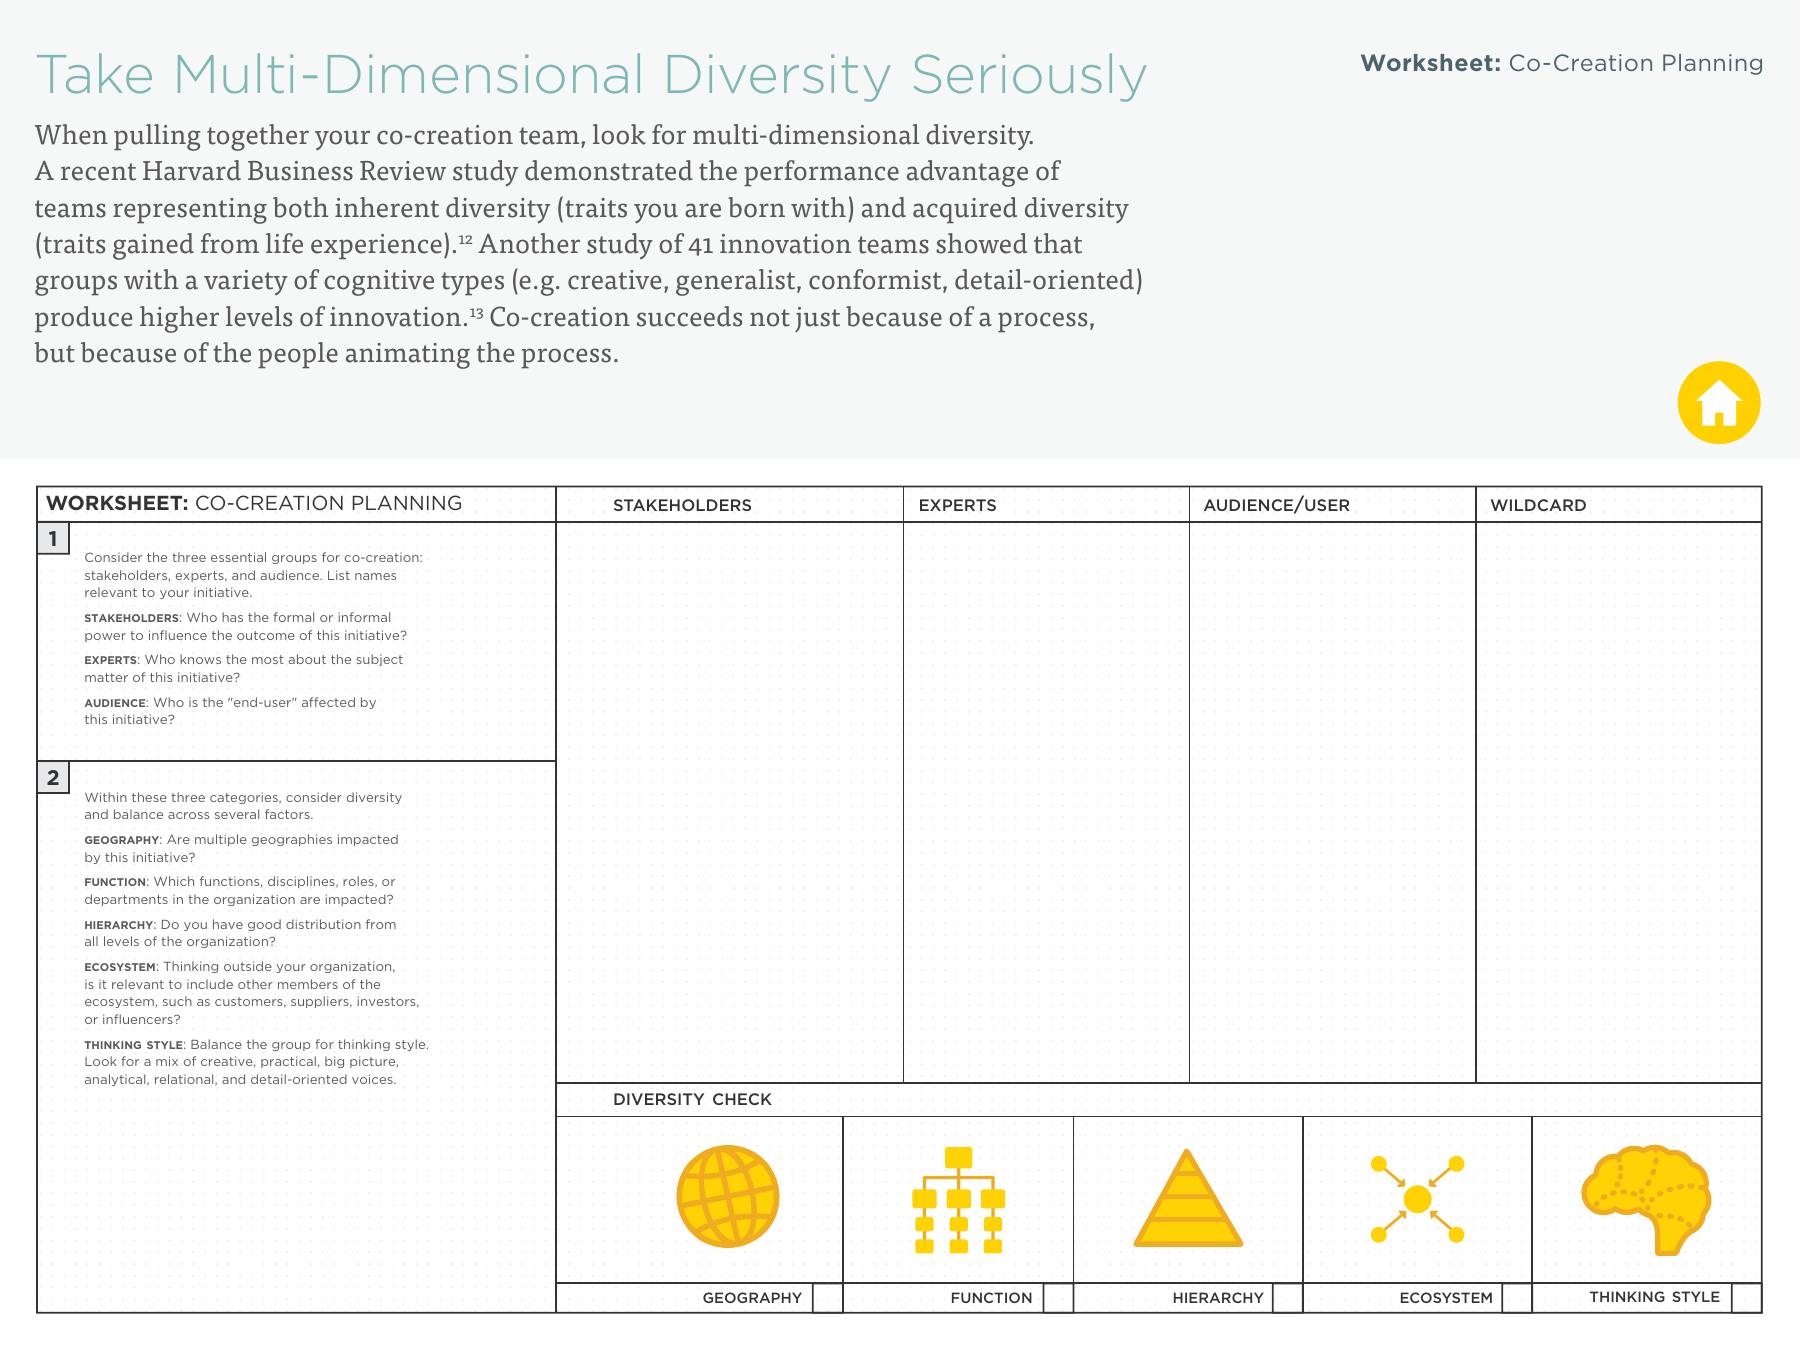 Take Multi-Dimensional Diversity Seriously
Worksheet: Co-Creation Planning
When pulling together your co-creation team, look for multi-dimensional diversity.
A recent Harvard Business Review study demonstrated the performance advantage of
teams representing both inherent diversity (traits you are born with) and acquired diversity
(traits gained from life experience).¹² Another study of 41 innovation teams showed that
groups with a variety of cognitive types (e.g. creative, generalist, conformist, detail-oriented)
produce higher levels of innovation.¹³ Co-creation succeeds not just because of a process,
but because of the people animating the process.
WORKSHEET: CO-CREATION PLANNING
1
Consider the three essential groups for co-creation:
stakeholders, experts, and audience. List names
relevant to your initiative.
STAKEHOLDERS: Who has the formal or informal
power to influence the outcome of this initiative?
EXPERTS: Who knows the most about the subject
matter of this initiative?
AUDIENCE: Who is the "end-user" affected by
this initiative?
2
Within these three categories, consider diversity
and balance across several factors.
GEOGRAPHY: Are multiple geographies impacted
by this initiative?
FUNCTION: Which functions, disciplines, roles, or
departments in the organization are impacted?
HIERARCHY: Do you have good distribution from
all levels of the organization?
ECOSYSTEM: Thinking outside your organization,
is it relevant to include other members of the
ecosystem, such as customers, suppliers, investors,
or influencers?
THINKING STYLE: Balance the group for thinking style.
Look for a mix of creative, practical, big picture,
analytical, relational, and detail-oriented voices.
STAKEHOLDERS
EXPERTS
AUDIENCE/USER
WILDCARD
DIVERSITY CHECK
GEOGRAPHY
FUNCTION
HIERARCHY
ECOSYSTEM
THINKING STYLE